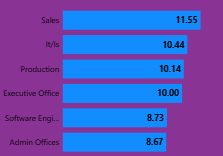 Sales 11.55
It/Is 10.44
Production 10.14
Executive Office 10.00
Software Engi... 8.73
Admin Offices 8.67